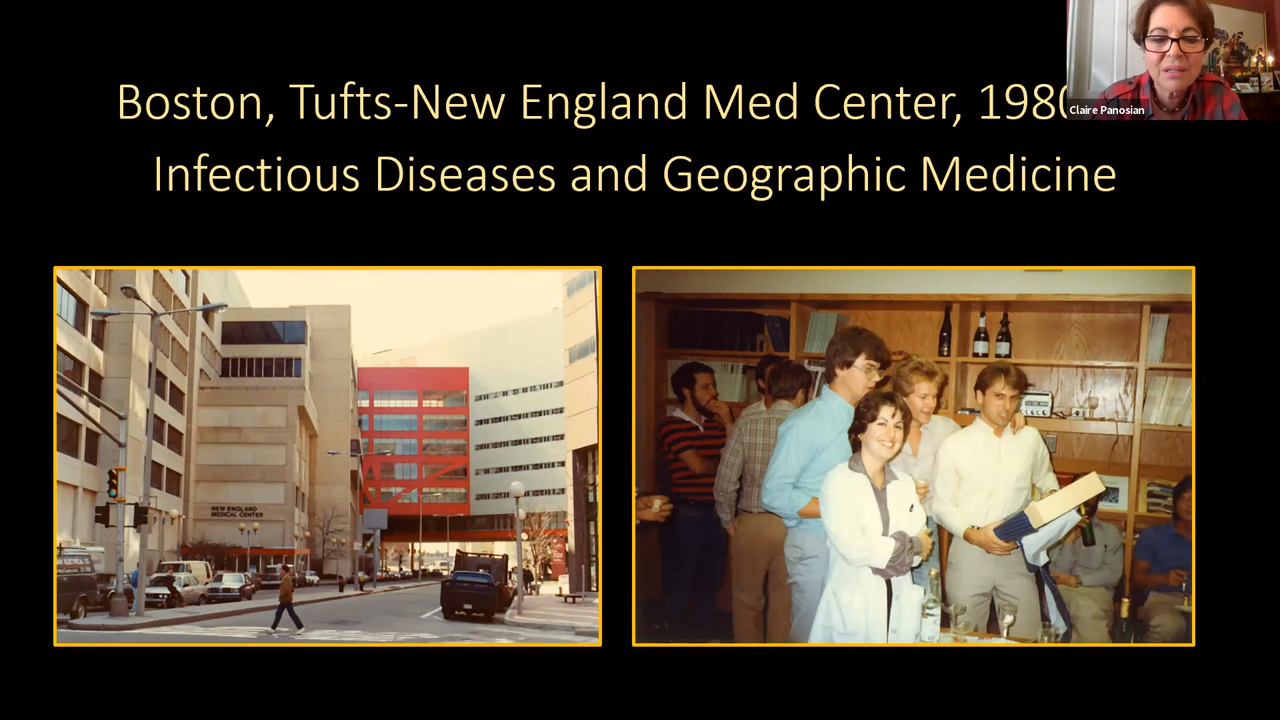 Boston, Tufts-New England Med Center, 198
Infectious Diseases and Geographic Medicine
Claire Panosian
NEW ENGLAND
MEDICAL CENTER